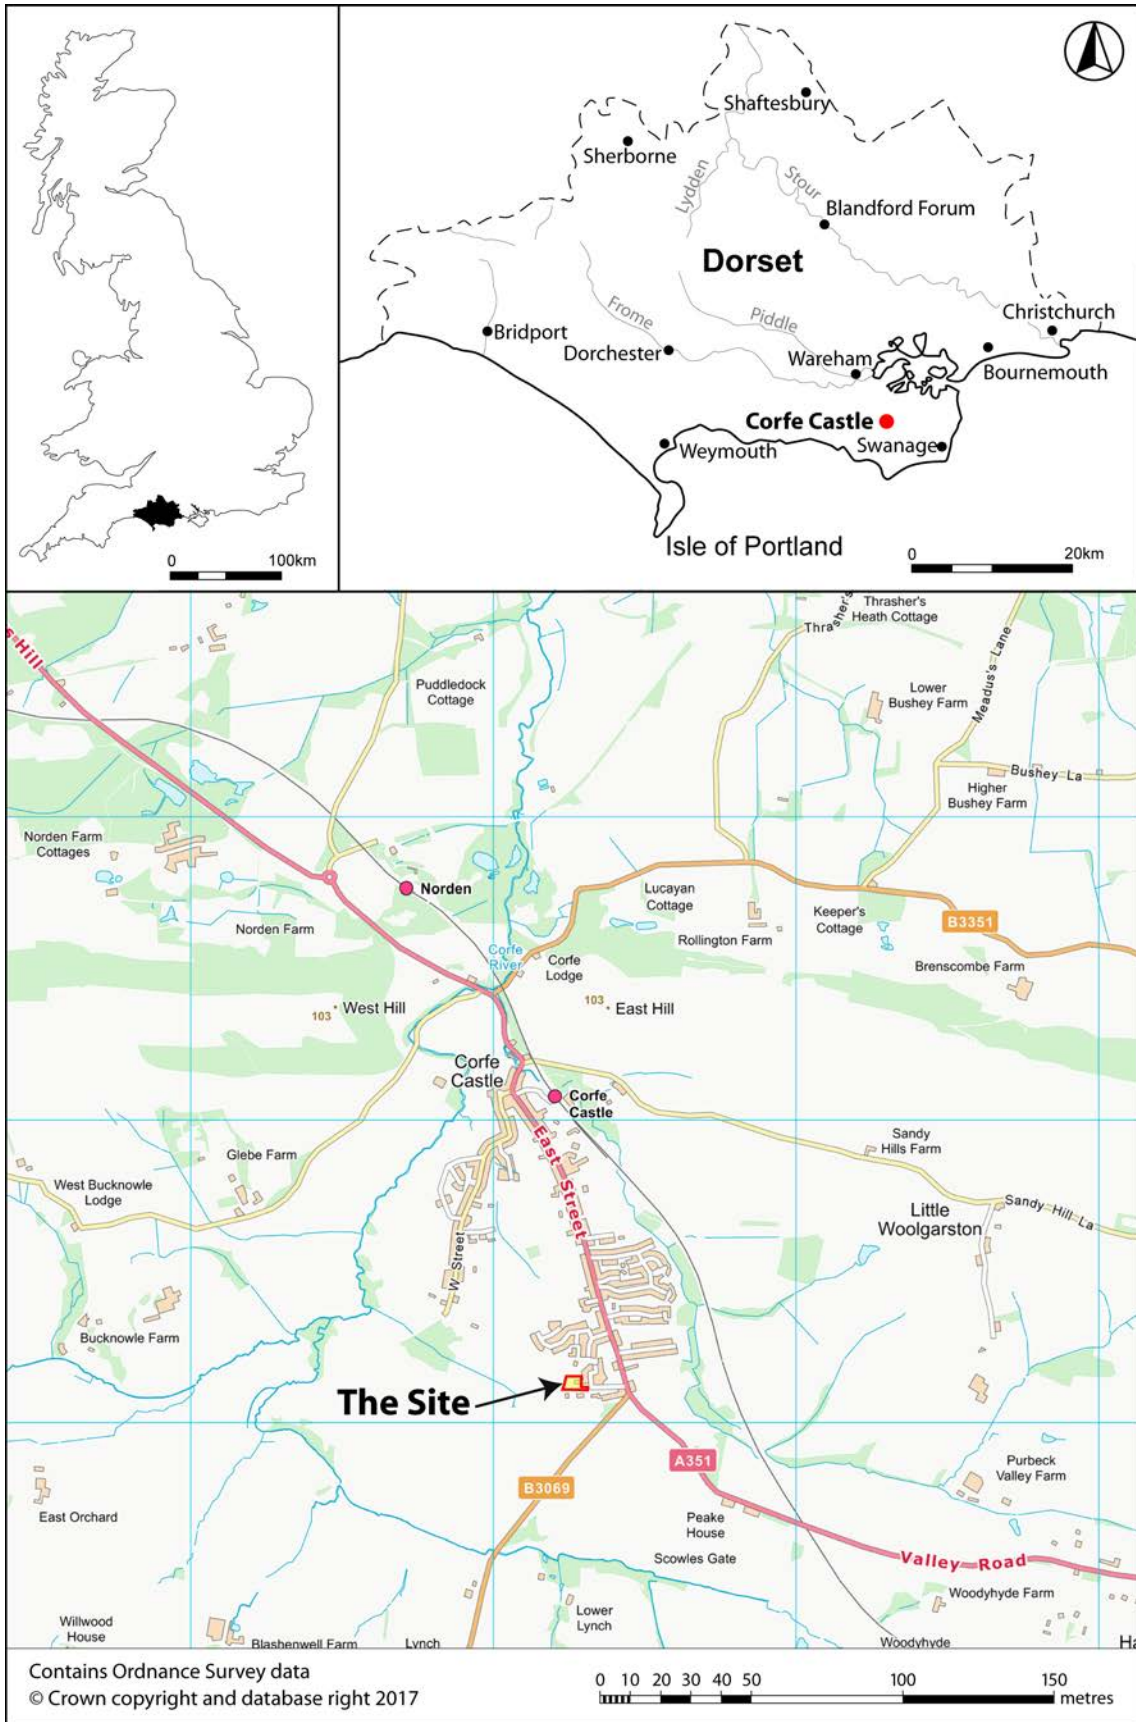 0
100km
Shaftesbury
Sherborne
Lydden
Stour
Blandford Forum
Dorset
Christchurch
Bridport
Frome
Piddle
Dorchester
Wareham
Bournemouth
Corfe Castle
Weymouth
Swanage
Isle of Portland
0
20km
s Hill
Puddledock
Cottage
Thrasher's
Thrasher's
Heath Cottage
Meadus's Lane
Lower
Bushey Farm
Bushey La
Higher
Bushey Farm
Norden Farm
Cottages
Norden
Lucayan
Cottage
Keeper's
Cottage
B3351
Norden Farm
Corfe
River
Corfe
Lodge
Rollington Farm
Brenscombe Farm
103
West Hill
103
East Hill
Corfe
Castle
Corfe
Castle
Glebe Farm
East Street
Sandy
Hills Farm
West Bucknowle
Lodge
W Street
Little
Woolgarston
Sandy Hill La
Bucknowle Farm
The Site
A351
B3069
Purbeck
Valley Farm
East Orchard
Peake
House
Scowles Gate
Valley Road
Woodyhyde Farm
Willwood
House
Blashenwell Farm
Lynch
Lower
Lynch
Woodyhyde
Ha
Contains Ordnance Survey data
© Crown copyright and database right 2017
0 10 20 30 40 50 100 150 metres